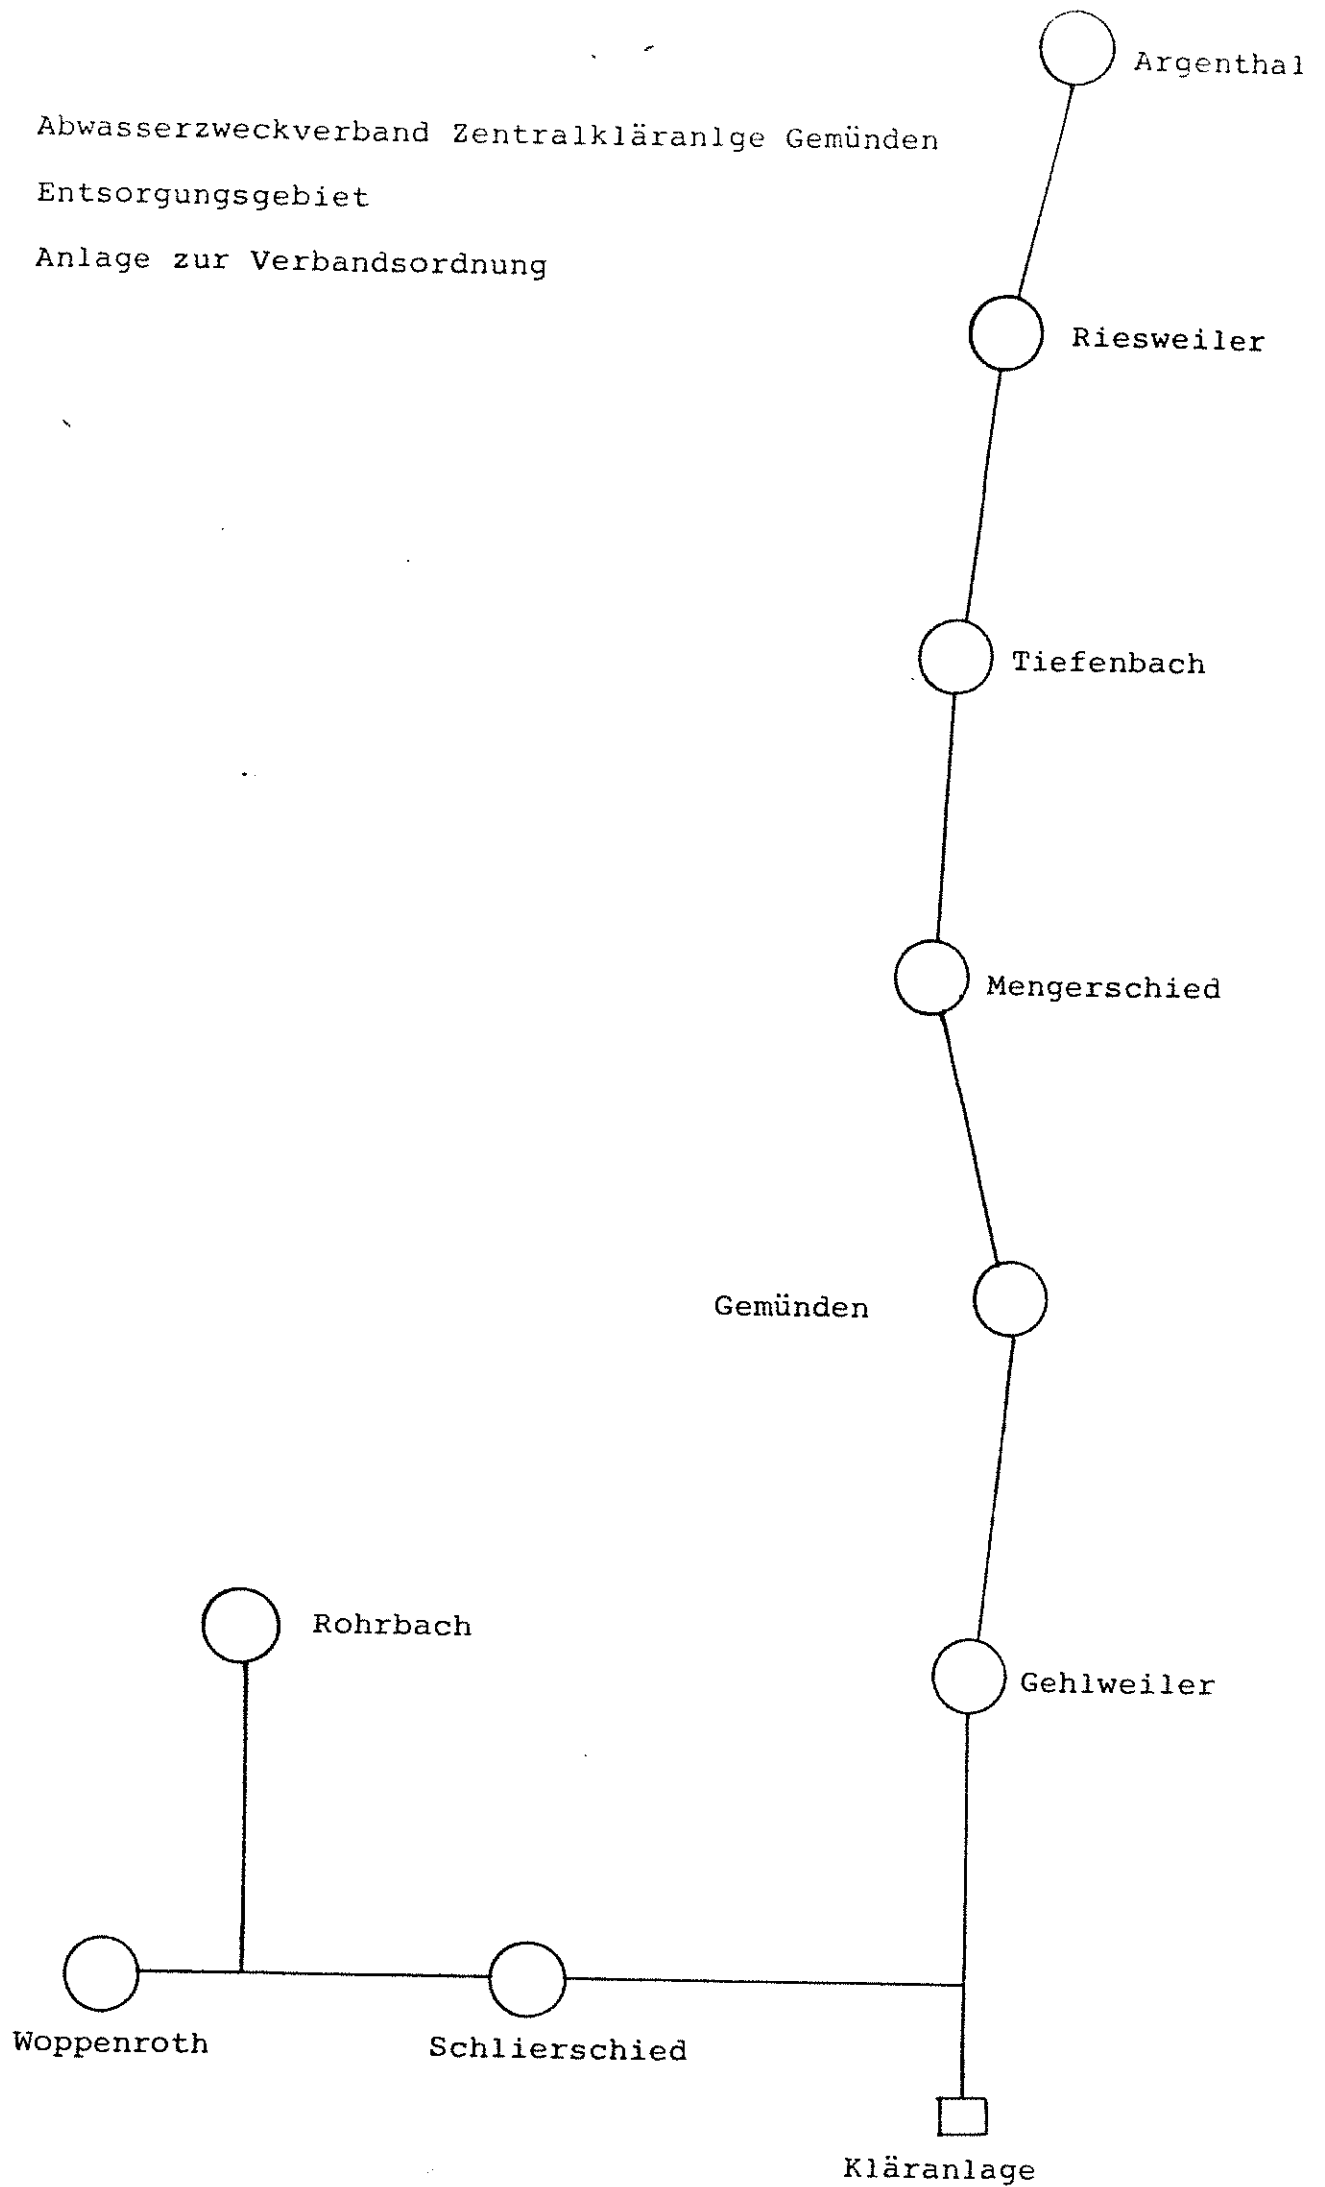 Argenthal
Abwasserzweckverband Zentralkläranlge Gemünden
Entsorgungsgebiet
Anlage zur Verbandsordnung
Riesweiler
Tiefenbach
Mengerschied
Gemünden
Rohrbach
Gehlweiler
Woppenroth
Schlierschied
Kläranlage